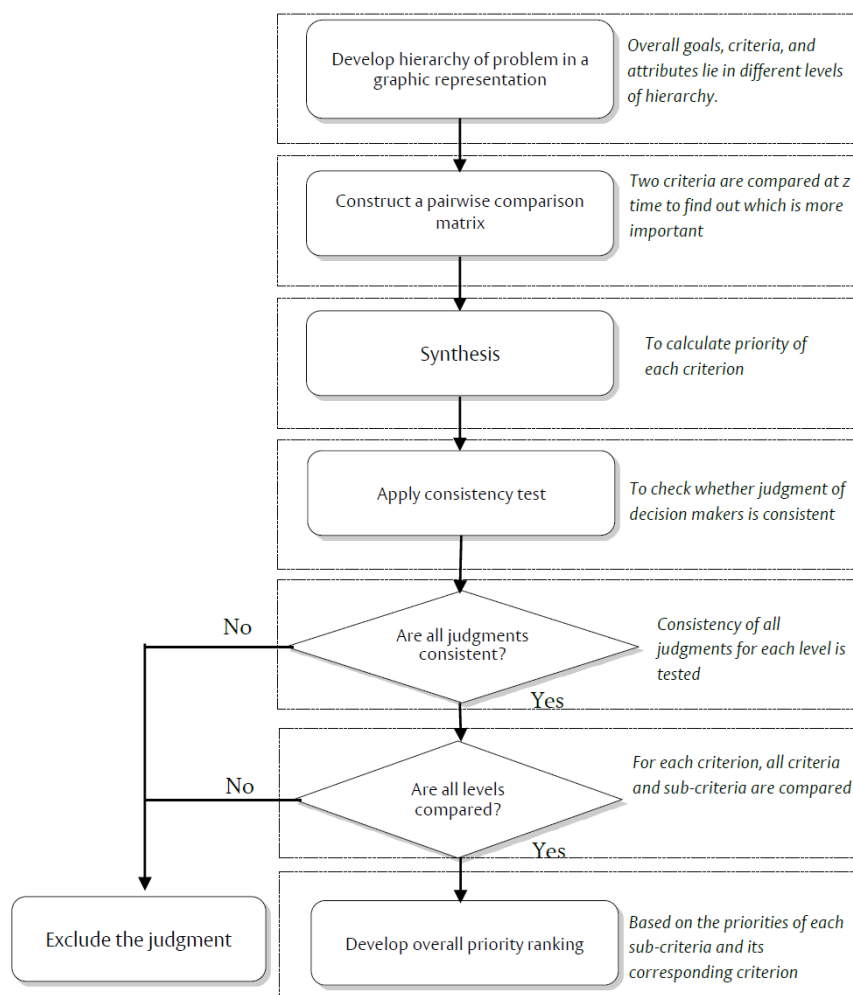 Develop hierarchy of problem in a
graphic representation
Overall goals, criteria, and
attributes lie in different levels
of hierarchy.
Construct a pairwise comparison
matrix
Two criteria are compared at z
time to find out which is more
important
Synthesis
To calculate priority of
each criterion
Apply consistency test
To check whether judgment of
decision makers is consistent
No
Are all judgments
consistent?
Yes
Consistency of all
judgments for each level is
tested
No
Are all levels
compared?
Yes
For each criterion, all criteria
and sub-criteria are compared
Exclude the judgment
Develop overall priority ranking
Based on the priorities of each
sub-criteria and its
corresponding criterion